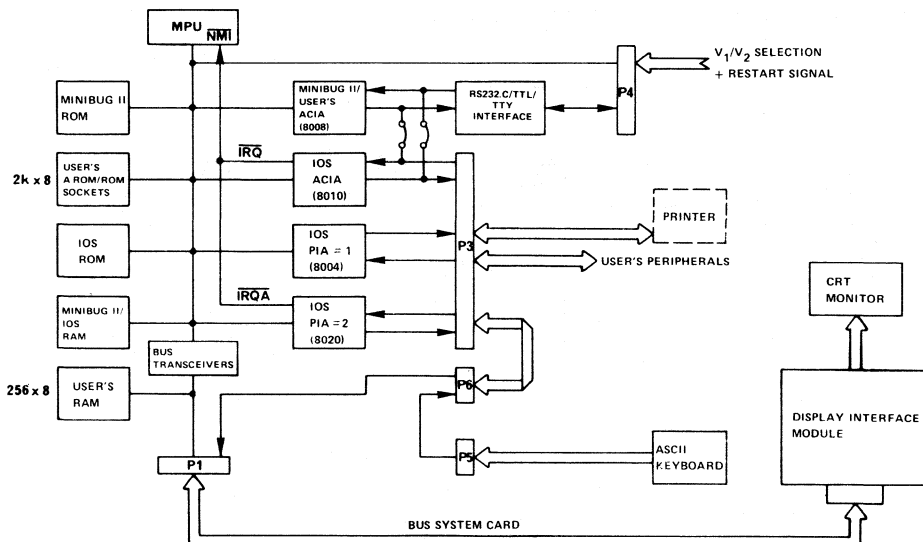 MPU
NMI
V1/V2 SELECTION
+ RESTART SIGNAL
P4
MINIBUG II
ROM
MINIBUG II/
USER'S
ACIA
(8008)
RS232.C/TTL/
TTY
INTERFACE
2k x 8
USER'S
A ROM/ROM
SOCKETS
IRQ
IOS
ACIA
(8010)
P3
PRINTER
IOS
ROM
IOS
PIA = 1
(8004)
USER'S PERIPHERALS
MINIBUG II/
IOS
RAM
IRQA
IOS
PIA = 2
(8020)
CRT
MONITOR
BUS
TRANSCEIVERS
256 x 8
USER'S
RAM
P6
DISPLAY INTERFACE
MODULE
P1
P5
ASCII
KEYBOARD
BUS SYSTEM CARD